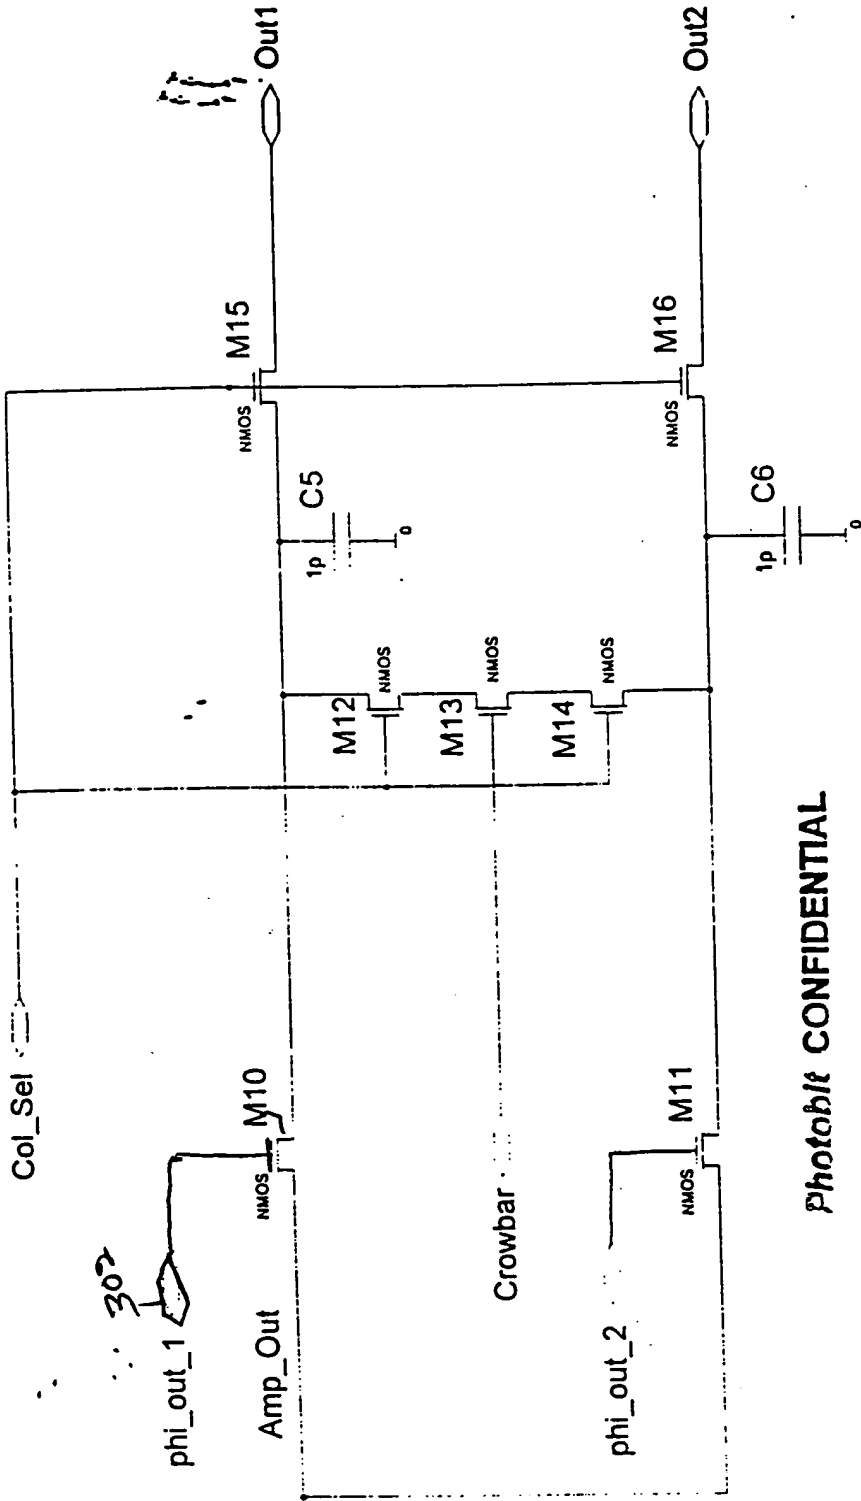 Col_Sel
phi_out_1
302
Amp_Out
NMOS
M10
Crowbar
phi_out_2
NMOS
M11
M12
NMOS
M13
NMOS
M14
NMOS
1p
C5
0
1p
C6
0
NMOS
M15
NMOS
M16
Out1
Out2
Photobit CONFIDENTIAL